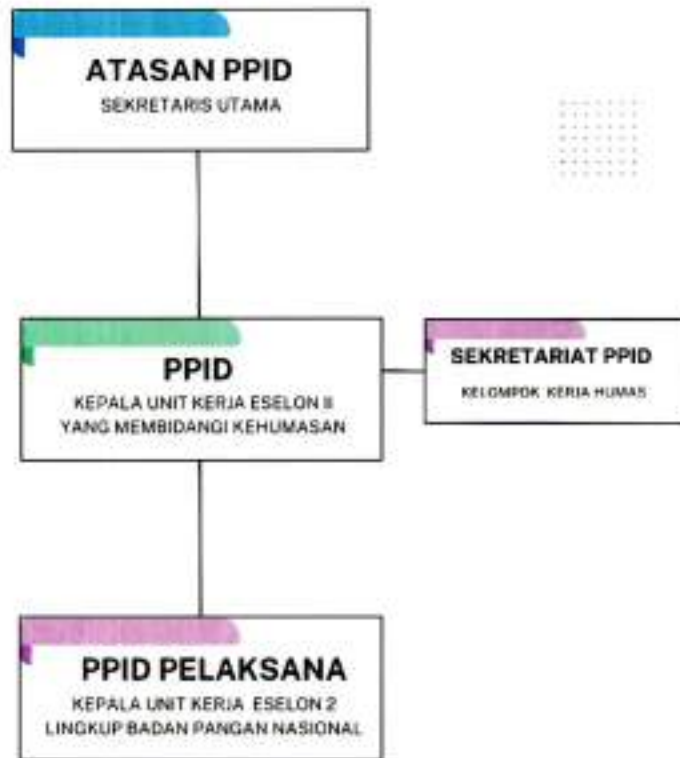 ATASAN PPID
SEKRETARIS UTAMA
PPID
KEPALA UNIT KERJA ESELON II
YANG MEMBIDANGI KEHUMASAN
SEKRETARIAT PPID
KELOMPOK KERJA HUMAS
PPID PELAKSANA
KEPALA UNIT KERJA ESELON 2
LINGKUP BADAN PANGAN NASIONAL